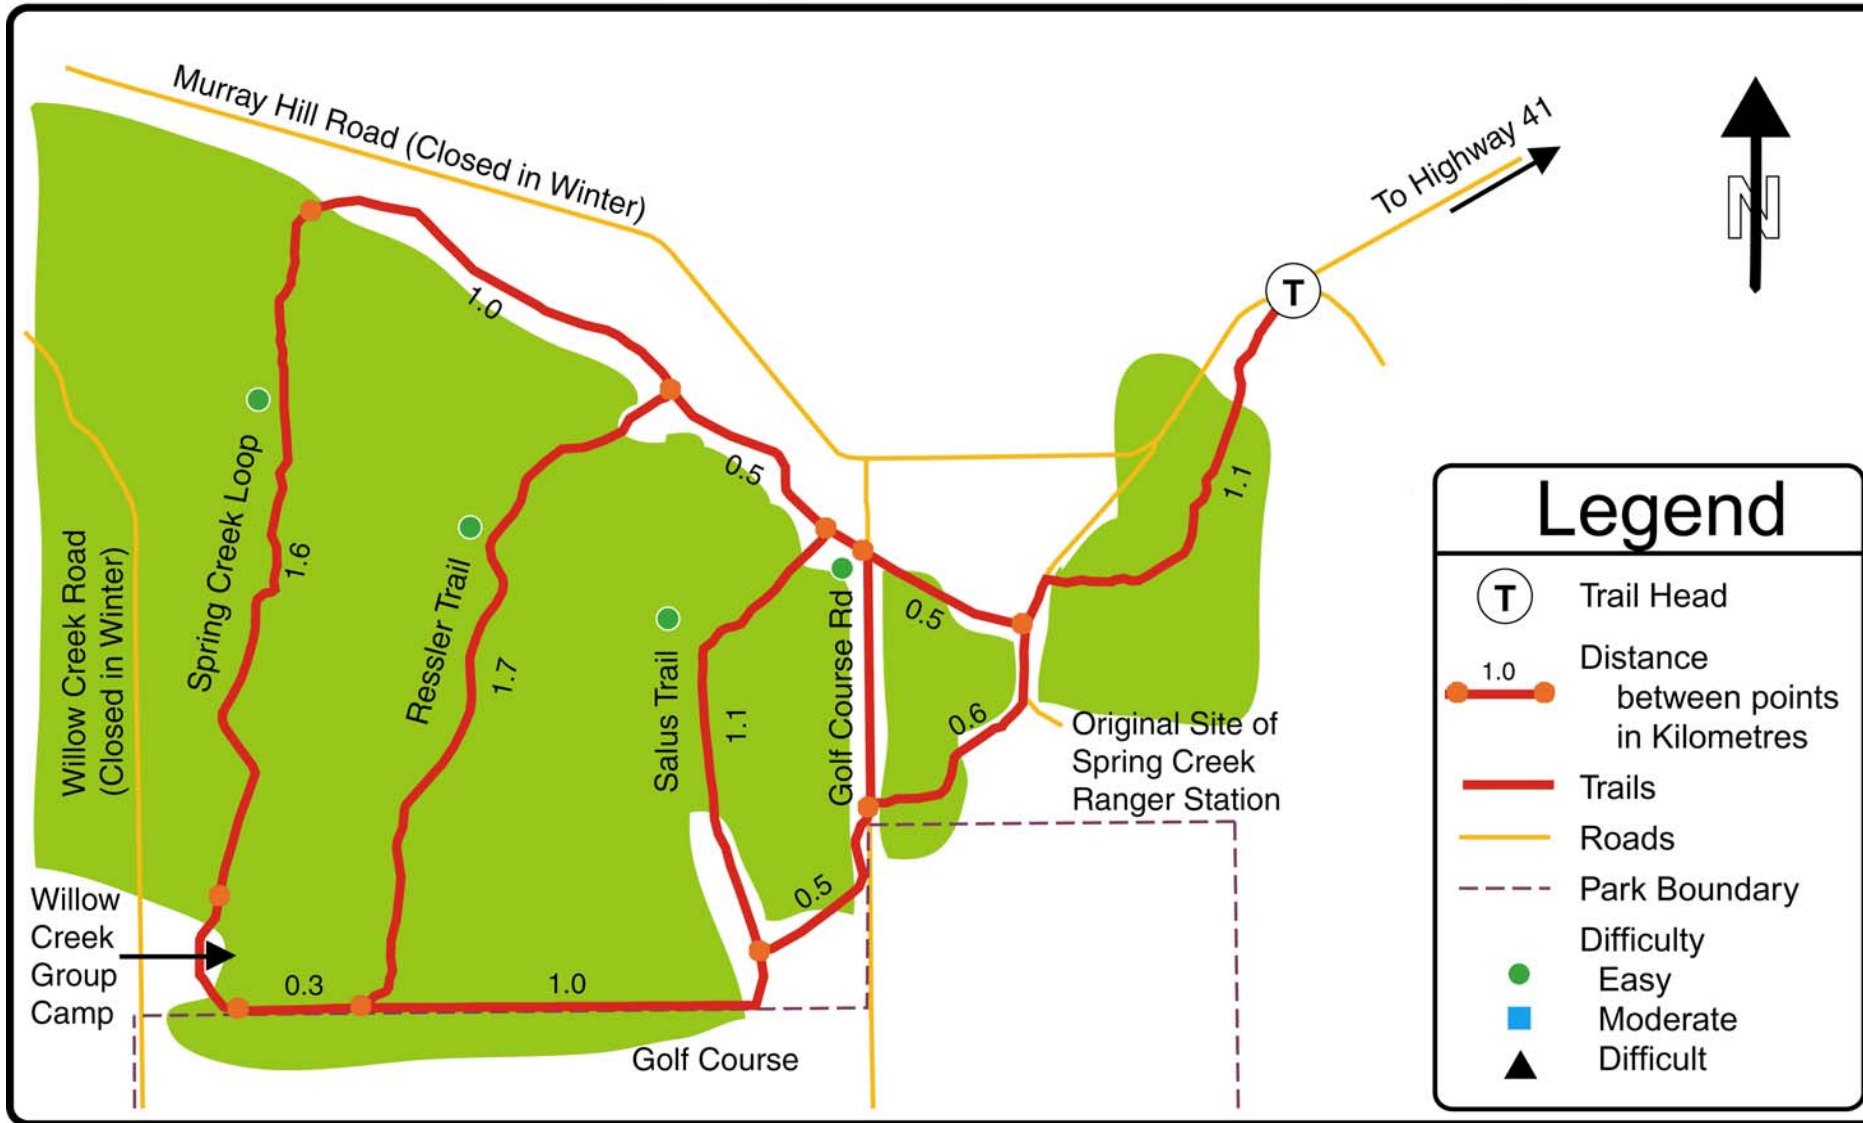 Murray Hill Road (Closed in Winter)
To Highway 41
N
T
1.0
0.5
1.1
Spring Creek Loop
1.6
Willow Creek Road
(Closed in Winter)
Ressler Trail
1.7
Salus Trail
1.1
Golf Course Rd
0.5
0.6
Original Site of
Spring Creek
Ranger Station
0.5
Willow
Creek
Group
Camp
0.3
1.0
Golf Course
Legend
T
Trail Head
1.0
Distance
between points
in Kilometres
Trails
Roads
Park Boundary
Difficulty
Easy
Moderate
Difficult